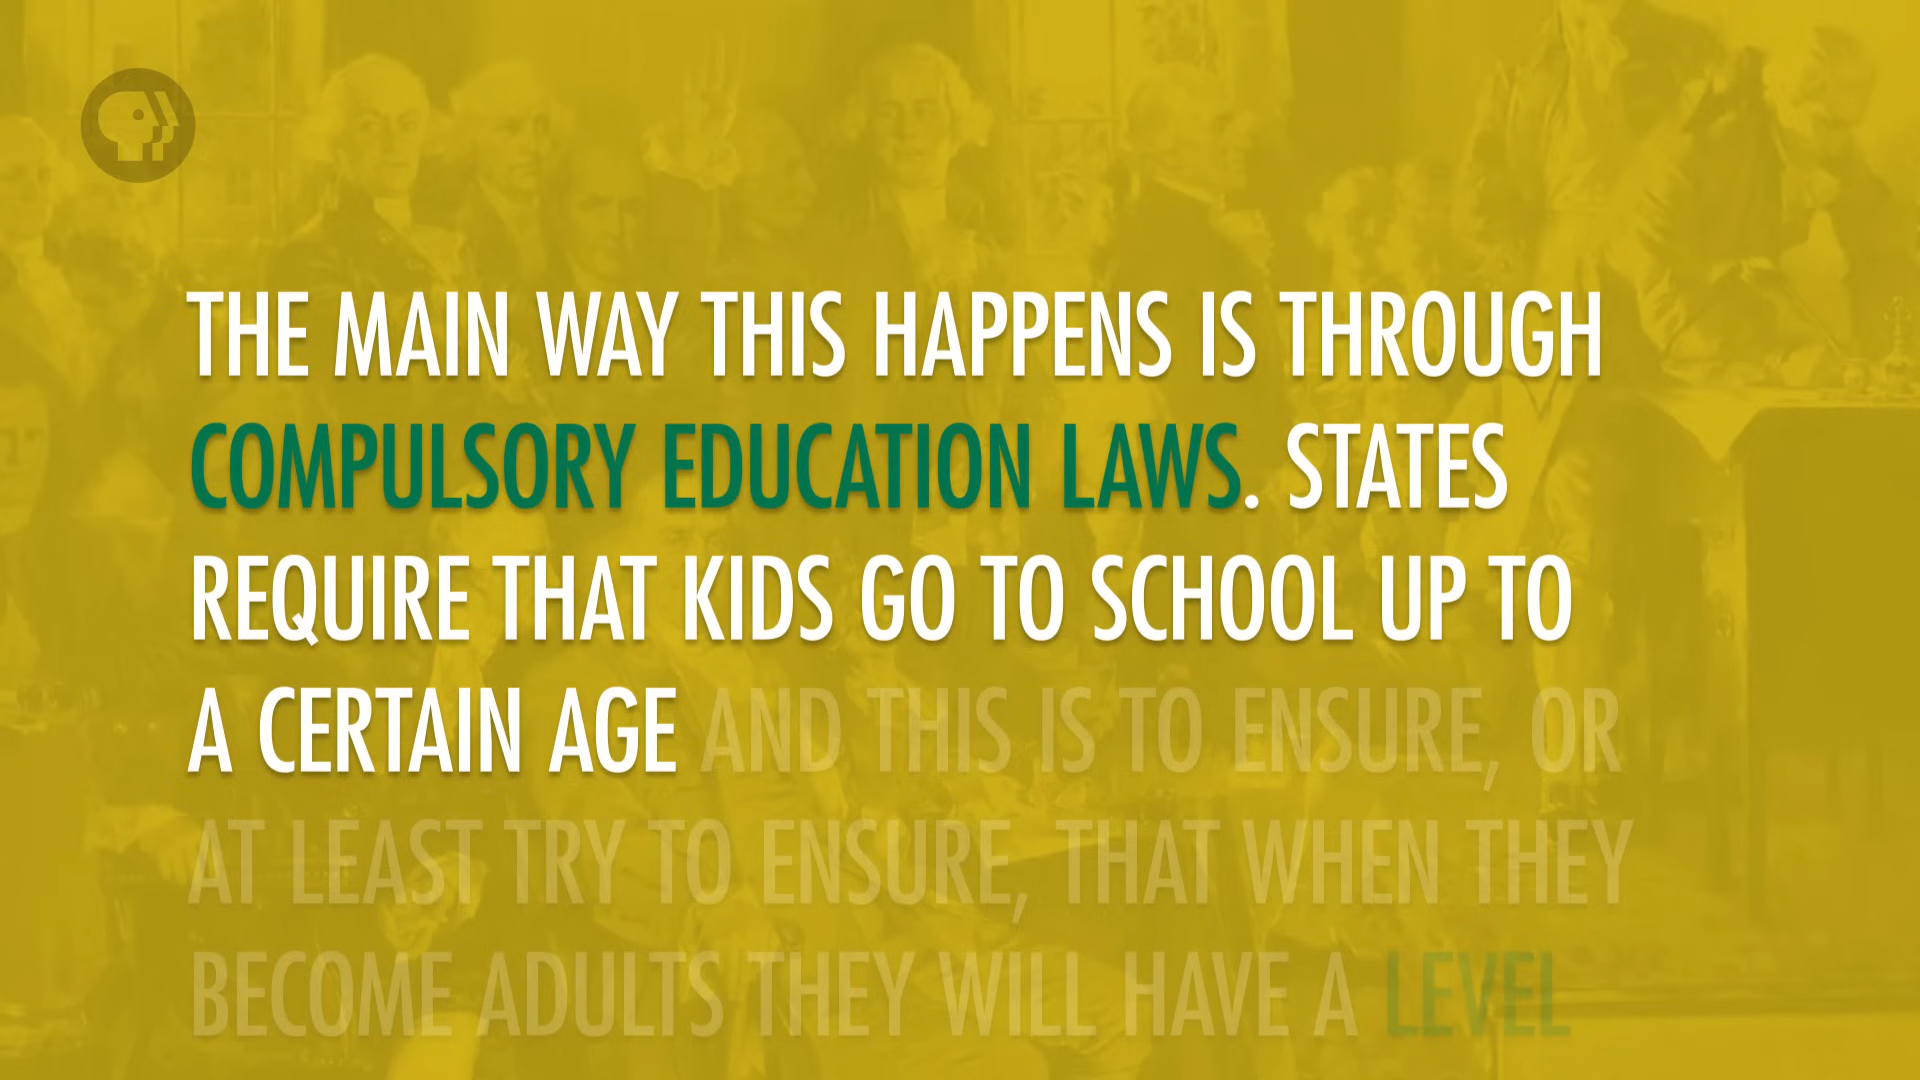 THE MAIN WAY THIS HAPPENS IS THROUGH
COMPULSORY EDUCATION LAWS. STATES
REQUIRE THAT KIDS GO TO SCHOOL UP TO
A CERTAIN AGE AND THIS IS TO ENSURE, OR
AT LEAST TRY TO ENSURE, THAT WHEN THEY
BECOME ADULTS THEY WILL HAVE A LEVEL